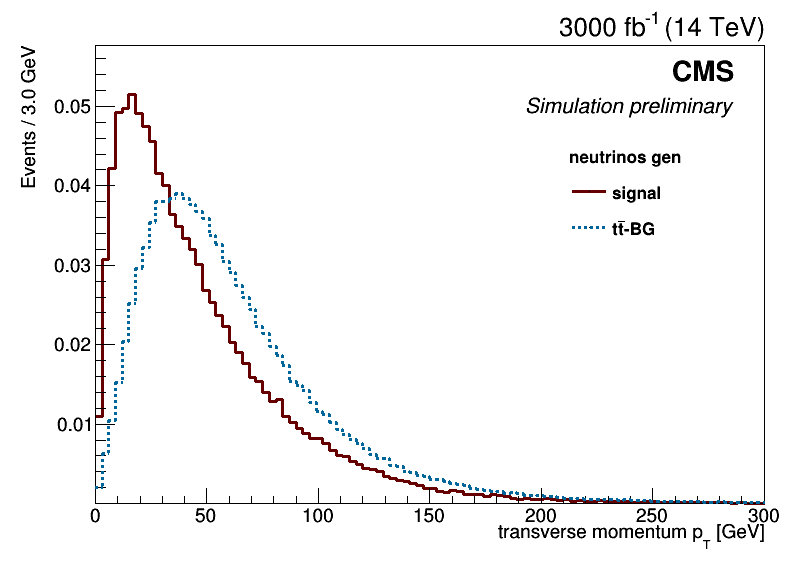 3000 fb-1 (14 TeV)
CMS
Simulation preliminary
Events / 3.0 GeV
neutrinos gen
signal
tt̄-BG
0.05
0.04
0.03
0.02
0.01
0 50 100 150 200 250 300
transverse momentum pT [GeV]